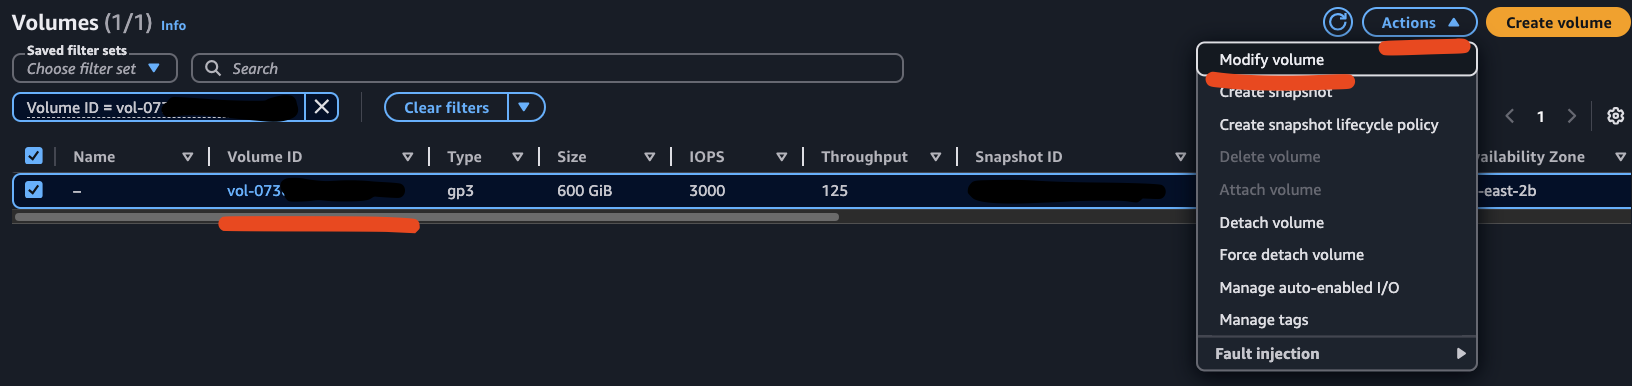 Volumes (1/1) Info
Actions
Create volume
Saved filter sets
Choose filter set
Search
Modify volume
Volume ID = vol-07
Clear filters
Create snapshot
1
Create snapshot lifecycle policy
Name Volume ID Type Size IOPS Throughput Snapshot ID Delete volume ailability Zone
– vol-073 gp3 600 GiB 3000 125 Attach volume -east-2b
Detach volume
Force detach volume
Manage auto-enabled I/O
Manage tags
Fault injection